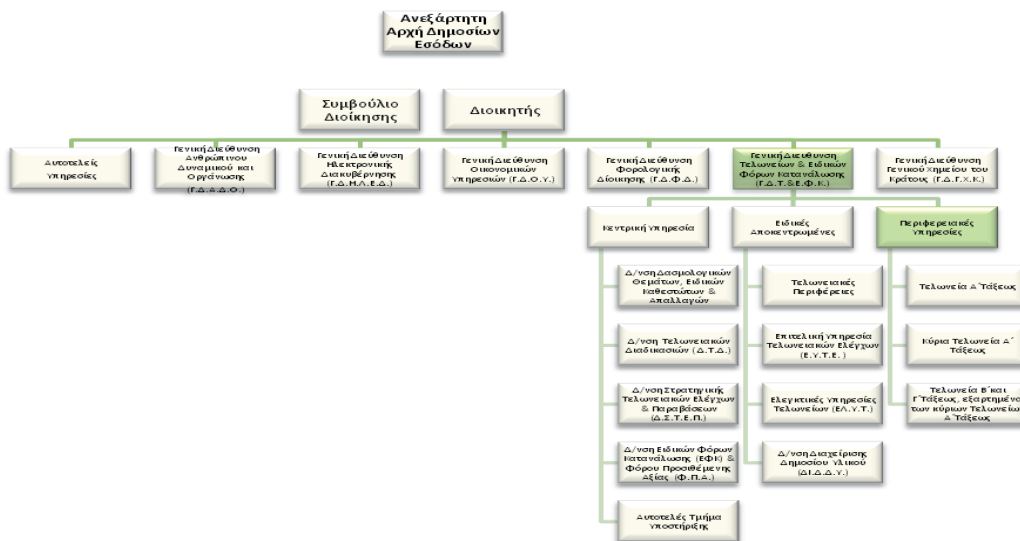 Ανεξάρτητη
Αρχή Δημοσίων
Εσόδων
Συμβούλιο
Διοίκησης
Διοικητής
Αυτοτελείς
Υπηρεσίες
Γενική Διεύθυνση
Ανθρώπινου
Δυναμικού και
Οργάνωσης
(Γ.Δ.Α.Δ.Ο.)
Γενική Διεύθυνση
Ηλεκτρονικής
Διακυβέρνησης
(Γ.Δ.ΗΛ.Ε.Δ.)
Γενική Διεύθυνση
Οικονομικών
Υπηρεσιών (Γ.Δ.Ο.Υ.)
Γενική Διεύθυνση
Φορολογικής
Δίοικησης (Γ.Δ.Φ.Δ.)
Γενική Διευθυνση
Τελωνείων & Ειδικών
Φόρων Κατανάλωσης
(Γ.Δ.Τ.&Ε.Φ.Κ.)
Γενική Διεύθυνση
Γενικού Χημείου του
Κράτους (Γ.Δ.Γ.Χ.Κ.)
Κεντρική Υπηρεσία
Ειδικές
Αποκεντρωμένες
Περιφερειακές
Υπηρεσίες
Δ/νση Δασμολογικών
Θεμάτων, Ειδικών
Καθεστώτων &
Απαλλαγών
Δ/νση Τελωνειακών
Διαδικασιών (Δ.Τ.Δ.)
Δ/νση Στρατηγικής
Τελωνειακών Ελέγχων
& Παραβάσεων
(Δ.Σ.Τ.Ε.Π.)
Δ/νση Ειδικών Φόρων
Κατανάλωσης (ΕΦΚ) &
Φόρου Προστιθέμενης
Αξίας (Φ.Π.Α.)
Αυτοτελές Τμήμα
Υποστήριξης
Τελωνειακές
Περιφέρειες
Επιτελική Υπηρεσία
Τελωνειακών Ελέγχων
(Ε.Υ.Τ.Ε.)
Ελεγκτικές Υπηρεσίες
Τελωνείων (ΕΛ.Υ.Τ.)
Δ/νση Διαχείρισης
Δημοσίου Υλικού
(ΔΙ.Δ.Δ.Υ.)
Τελωνεία Α΄Τάξεως
Κύρια Τελωνεία Α΄
Τάξεως
Τελωνεία Β΄και
Γ΄Τάξεως, εξαρτημένα
των κύριων Τελωνείων
Α΄Τάξεως